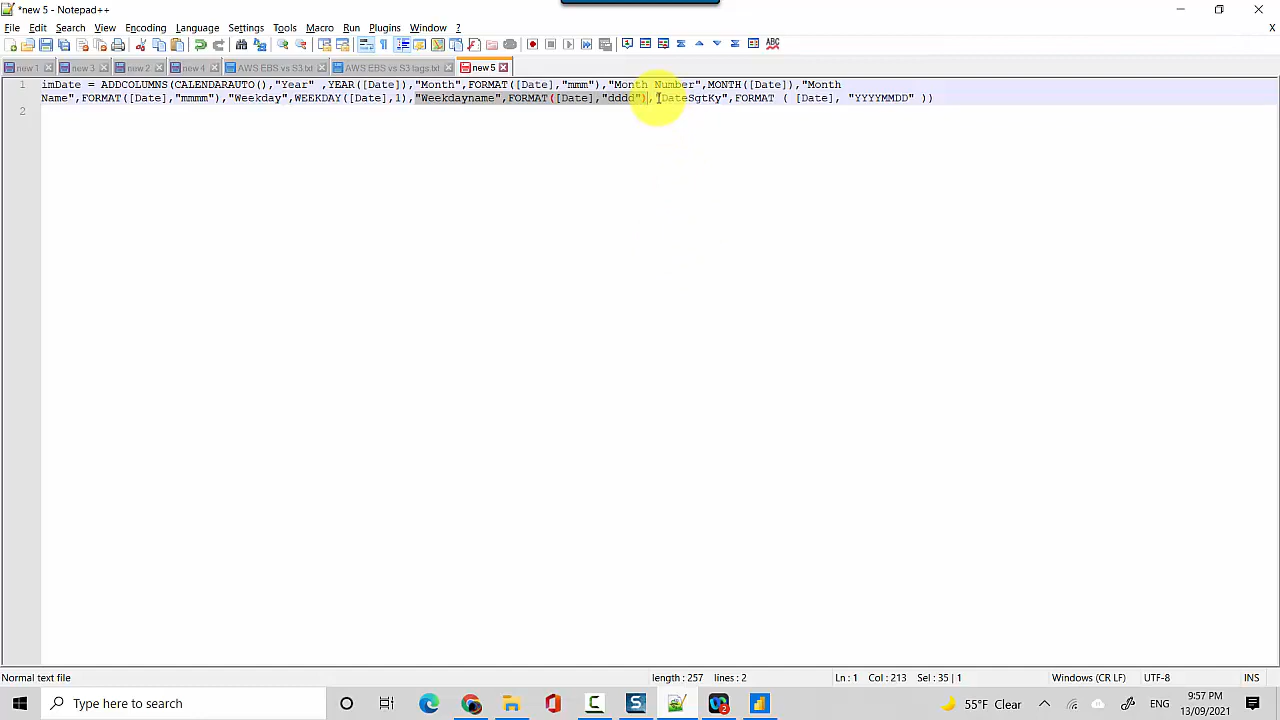 *new 5 - Notepad++
File Edit Search View Encoding Language Settings Tools Macro Run Plugins Window ?
X
new 1 new 3 new 2 new 4 AWS EBS vs S3.txt AWS EBS vs S3 tags.txt new 5
1 imDate = ADDCOLUMNS(CALENDARAUTO(),"Year" ,YEAR([Date]),"Month",FORMAT([Date],"mmm"),"Month Number",MONTH([Date]),"Month
Name",FORMAT([Date],"mmmm"),"Weekday",WEEKDAY([Date],1),"Weekdayname",FORMAT([Date],"dddd"),"DateSgtKy",FORMAT ( [Date], "YYYYMMDD" ))
2
Normal text file length : 257 lines : 2 Ln : 1 Col : 213 Sel : 35 | 1 Windows (CR LF) UTF-8 INS
Type here to search 55°F Clear ENG 9:57 PM
13/09/2021